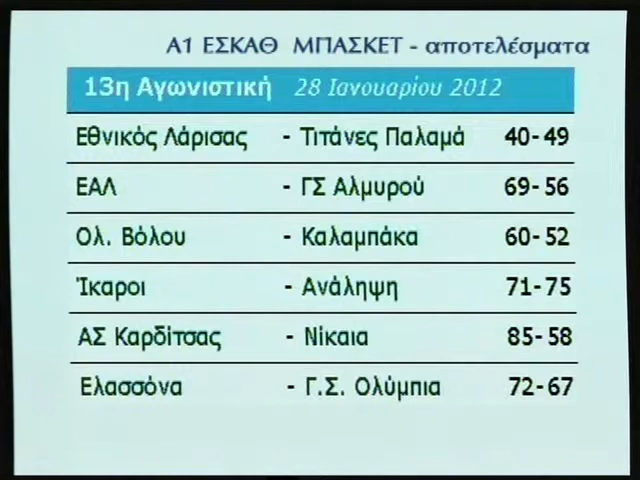 Α1 ΕΣΚΑΘ ΜΠΑΣΚΕΤ - αποτελέσματα
13η Αγωνιστική 28 Ιανουαρίου 2012
Εθνικός Λάρισας - Τιτάνες Παλαμά 40-49
ΕΑΛ - ΓΣ Αλμυρού 69-56
Ολ. Βόλου - Καλαμπάκα 60-52
Ίκαροι - Ανάληψη 71-75
ΑΣ Καρδίτσας - Νίκαια 85-58
Ελασσόνα - Γ.Σ. Ολύμπια 72-67